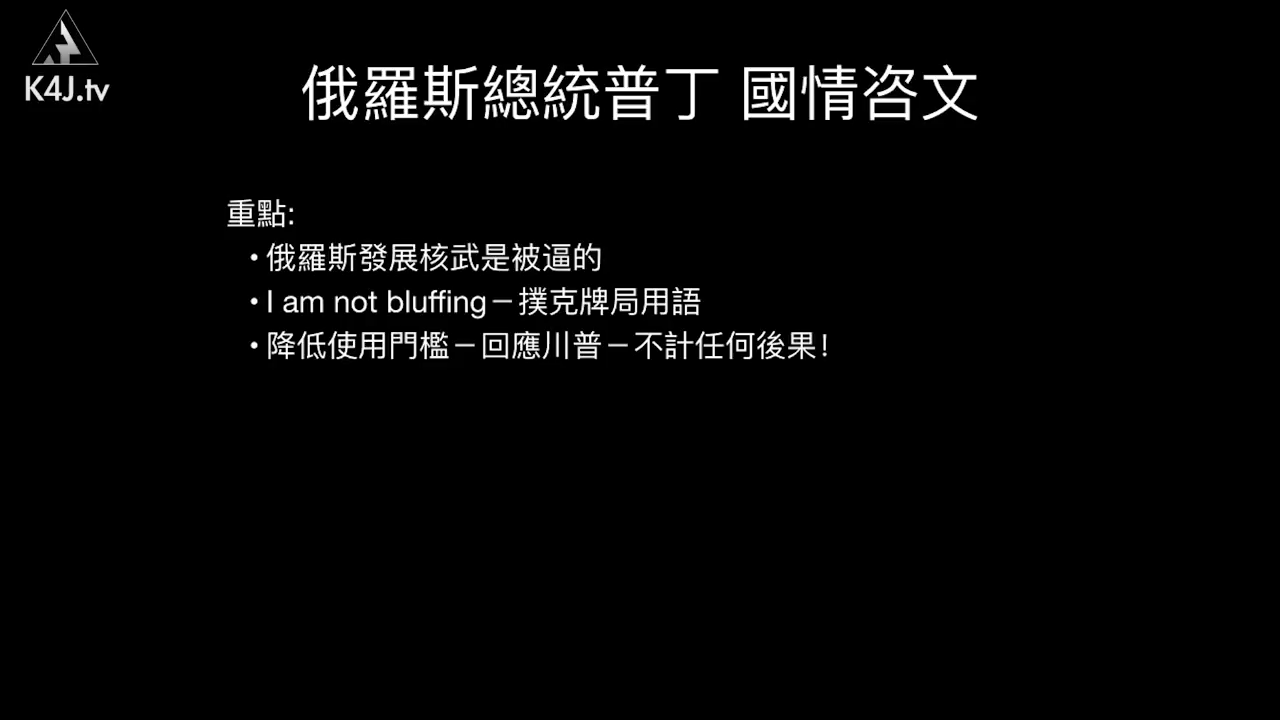 K4J.tv
俄羅斯總統普丁 國情咨文
重點:
• 俄羅斯發展核武是被逼的
• I am not bluffing－撲克牌局用語
• 降低使用門檻－回應川普－不計任何後果!